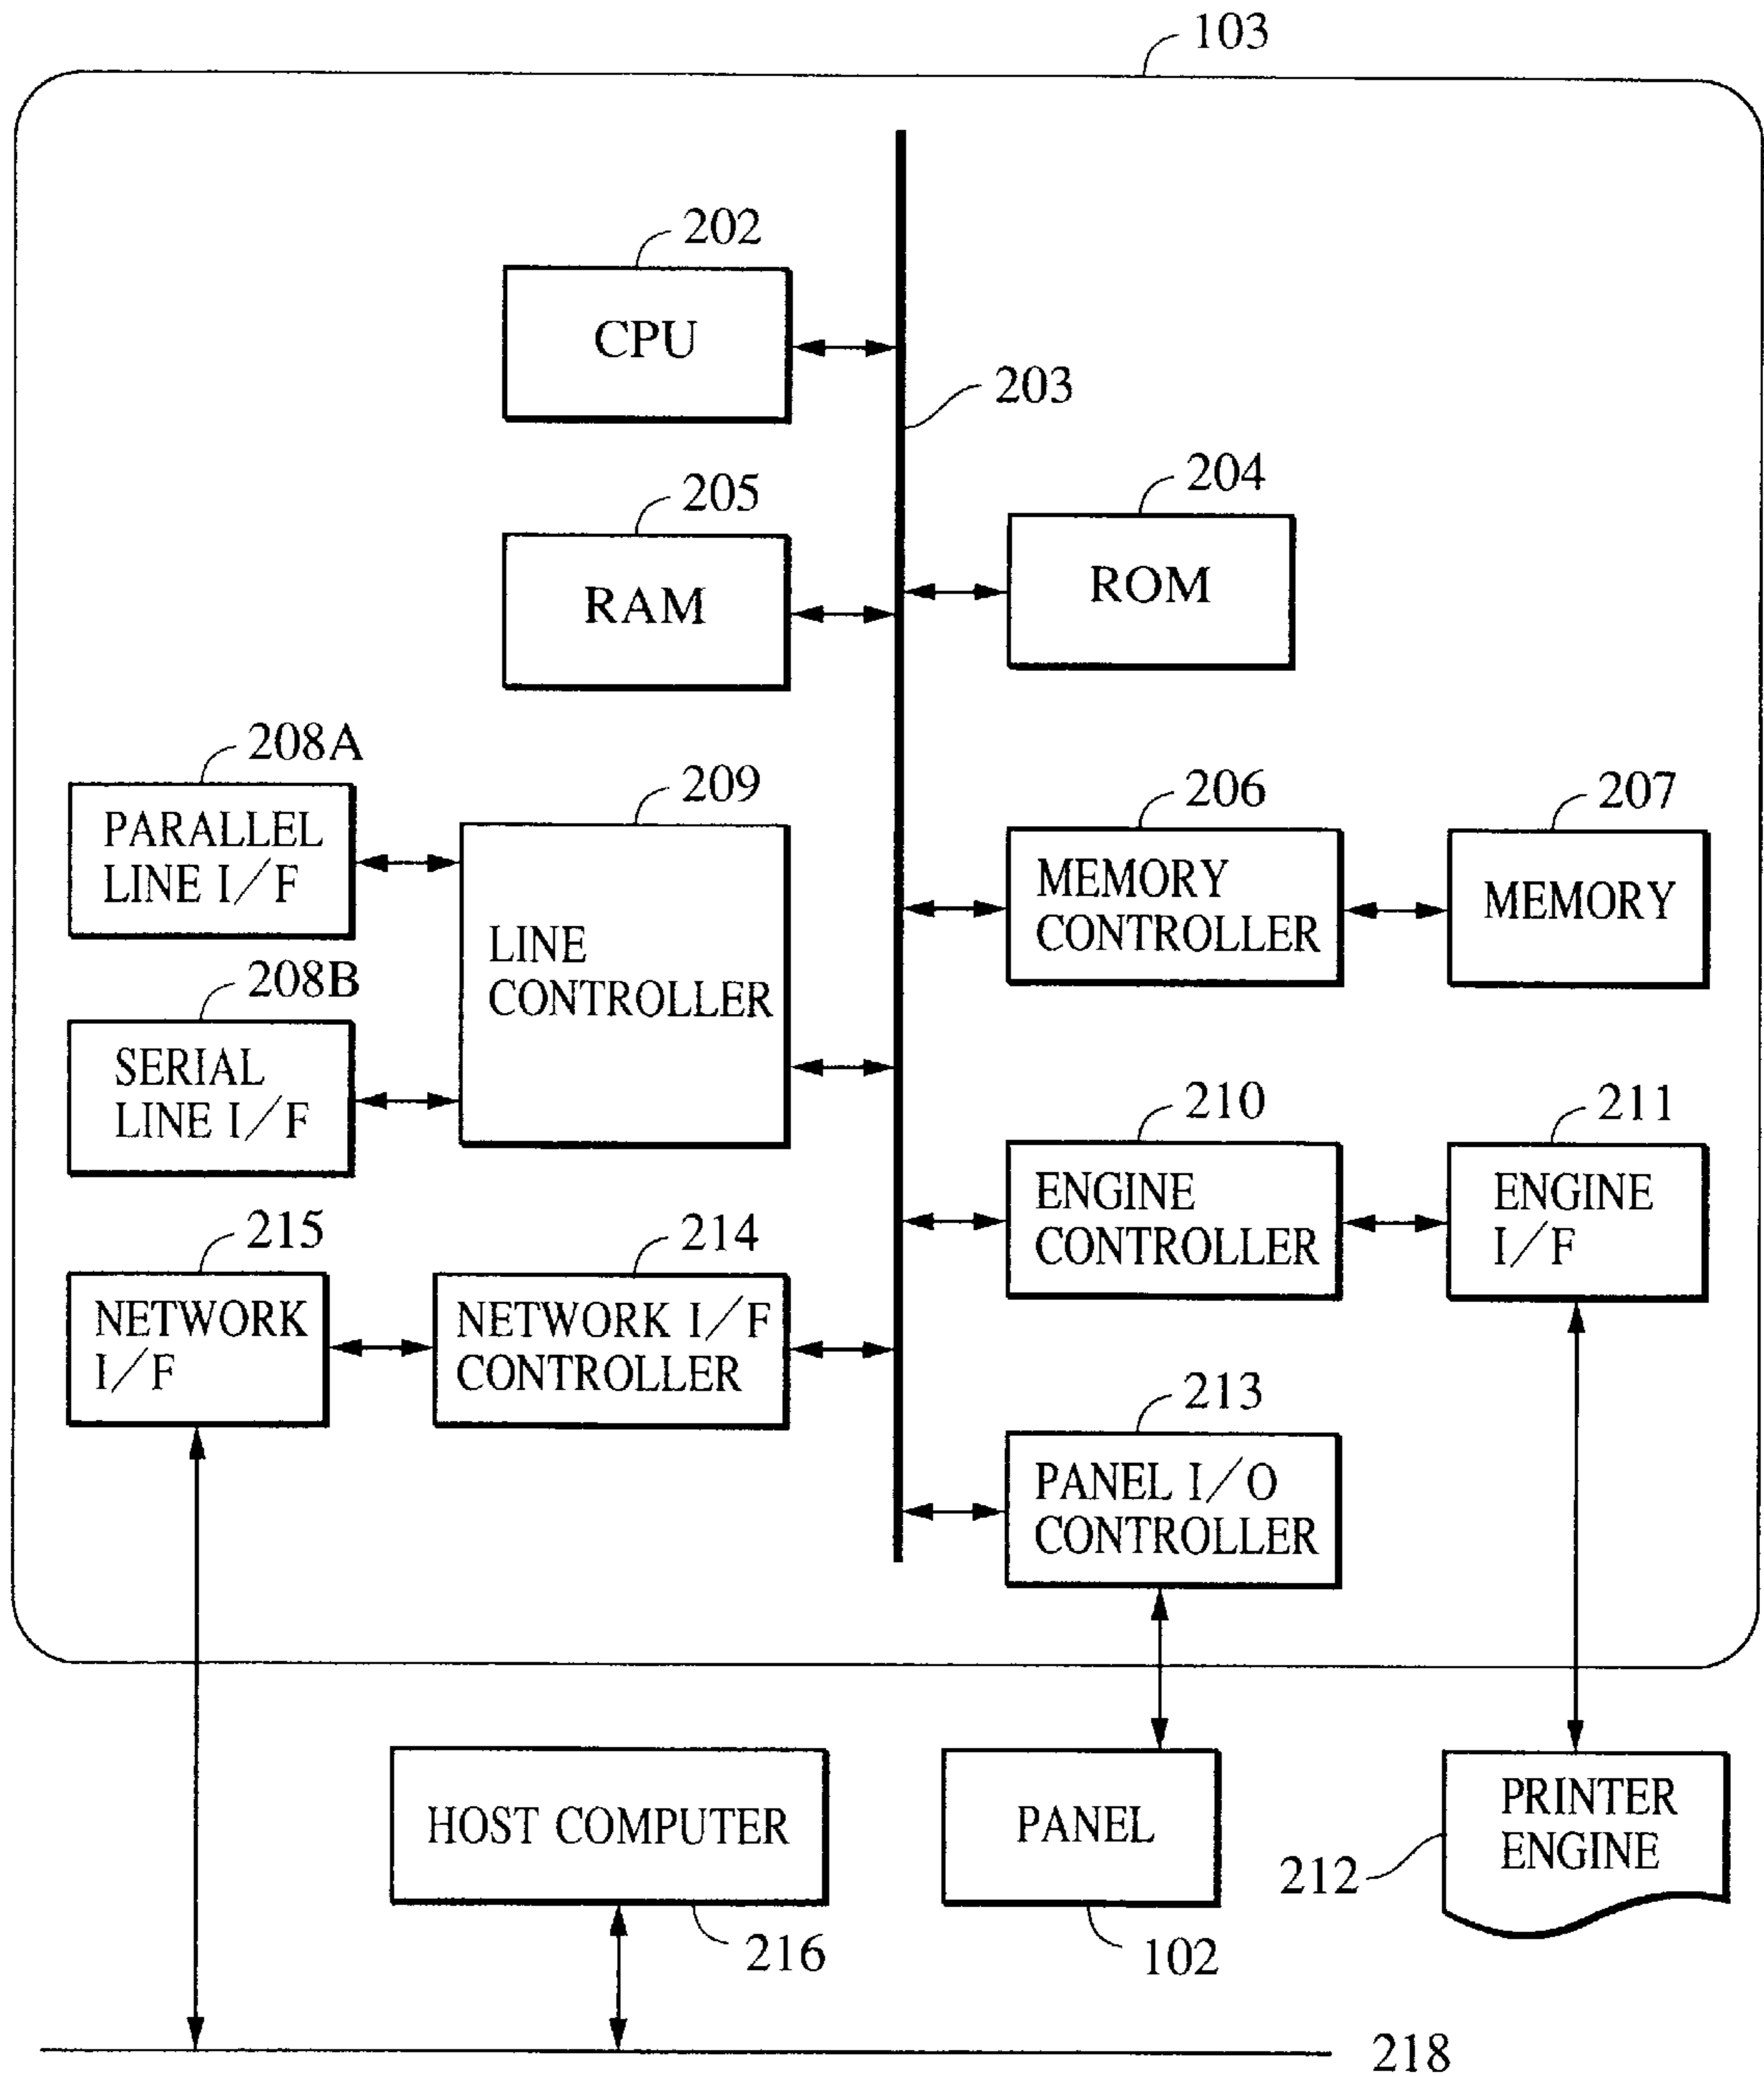 103
202
CPU
203
205
RAM
204
ROM
208A
PARALLEL
LINE I/F
209
LINE
CONTROLLER
206
MEMORY
CONTROLLER
207
MEMORY
208B
SERIAL
LINE I/F
210
ENGINE
CONTROLLER
211
ENGINE
I/F
215
NETWORK
I/F
214
NETWORK I/F
CONTROLLER
213
PANEL I/O
CONTROLLER
HOST COMPUTER
216
PANEL
102
PRINTER
ENGINE
212
218